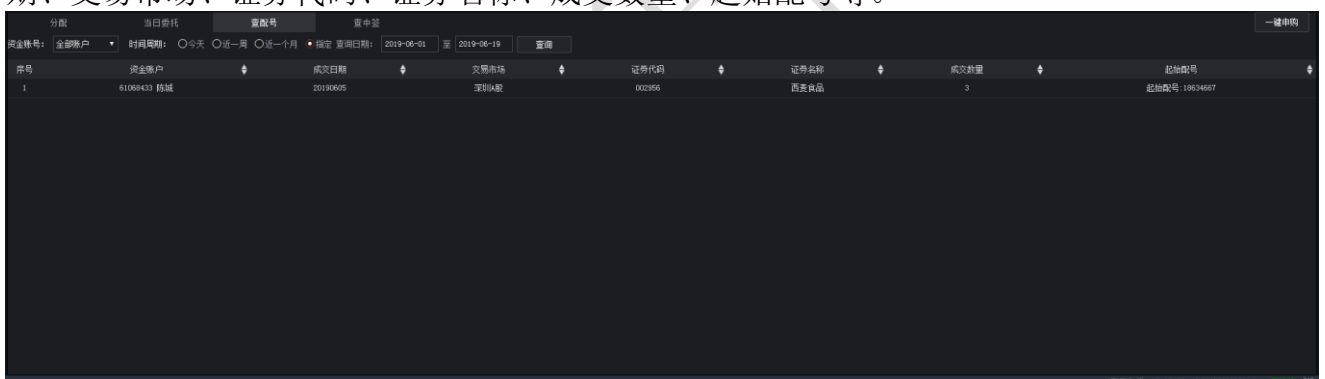 期、交易市场、证券代码、证券名称、成交数量、起始配号等。
分配 当日委托 查配号 查中签 一键申购
资金账号: 全部账户 时间周期: 今天 近一周 近一个月 指定 查询日期: 2019-06-01 至 2019-06-19 查询
序号 资金账户 成交日期 交易市场 证券代码 证券名称 成交数量 起始配号
1 61068433 陈城 20190605 深圳A股 002956 西麦食品 3 起始配号:18634667